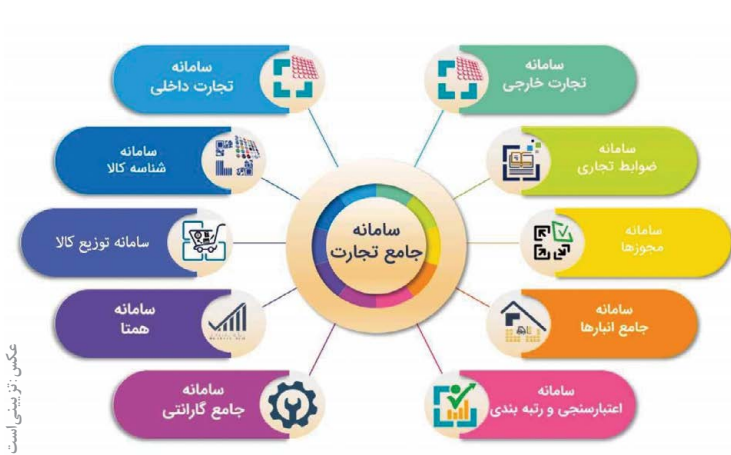 سامانه
تجارت خارجی
سامانه
تجارت داخلی
سامانه
ضوابط تجاری
سامانه
شناسه کالا
سامانه
جامع تجارت
سامانه
مجوزها
سامانه توزیع کالا
سامانه
جامع انبارها
سامانه
همتا
سامانه
اعتبارسنجی و رتبه بندی
سامانه
جامع گارانتی
عکس: تزیینی است